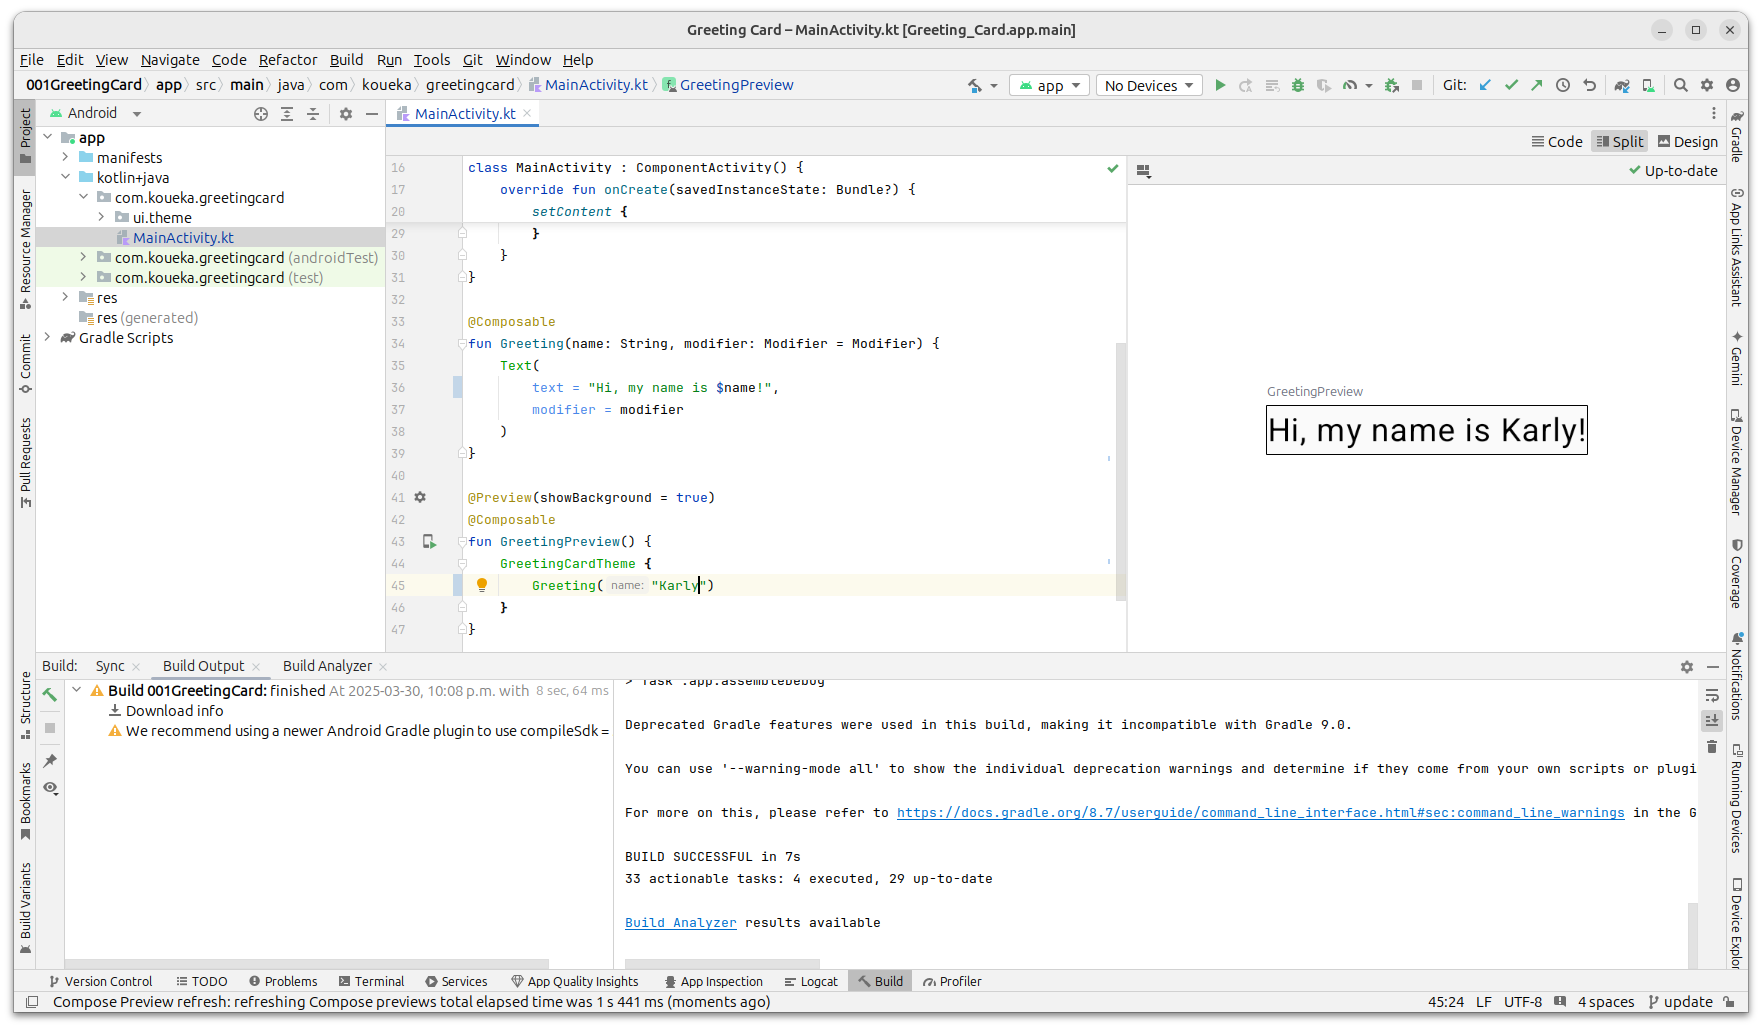 Greeting Card – MainActivity.kt [Greeting_Card.app.main]
File Edit View Navigate Code Refactor Build Run Tools Git Window Help
001GreetingCard app src main java com koueka greetingcard MainActivity.kt GreetingPreview
app No Devices Git:
Project
Resource Manager
Commit
Pull Requests
Structure
Bookmarks
Build Variants
Android
app
manifests
kotlin+java
com.koueka.greetingcard
ui.theme
MainActivity.kt
com.koueka.greetingcard (androidTest)
com.koueka.greetingcard (test)
res
res (generated)
Gradle Scripts
MainActivity.kt
Code Split Design
16 class MainActivity : ComponentActivity() {
17 override fun onCreate(savedInstanceState: Bundle?) {
20 setContent {
29 }
30 }
31 }
32
33 @Composable
34 fun Greeting(name: String, modifier: Modifier = Modifier) {
35 Text(
36 text = "Hi, my name is $name!",
37 modifier = modifier
38 )
39 }
40
41 @Preview(showBackground = true)
42 @Composable
43 fun GreetingPreview() {
44 GreetingCardTheme {
45 Greeting( name: "Karly")
46 }
47 }
Up-to-date
GreetingPreview
Hi, my name is Karly!
Gradle
App Links Assistant
Gemini
Device Manager
Coverage
Notifications
Running Devices
Device Explor
Build: Sync Build Output Build Analyzer
Build 001GreetingCard: finished At 2025-03-30, 10:08 p.m. with 8 sec, 64 ms
Download info
We recommend using a newer Android Gradle plugin to use compileSdk =
> Task :app:assembleDebug
Deprecated Gradle features were used in this build, making it incompatible with Gradle 9.0.
You can use '--warning-mode all' to show the individual deprecation warnings and determine if they come from your own scripts or plugi
For more on this, please refer to https://docs.gradle.org/8.7/userguide/command_line_interface.html#sec:command_line_warnings in the G
BUILD SUCCESSFUL in 7s
33 actionable tasks: 4 executed, 29 up-to-date
Build Analyzer results available
Version Control TODO Problems Terminal Services App Quality Insights App Inspection Logcat Build Profiler
Compose Preview refresh: refreshing Compose previews total elapsed time was 1 s 441 ms (moments ago)
45:24 LF UTF-8 4 spaces update